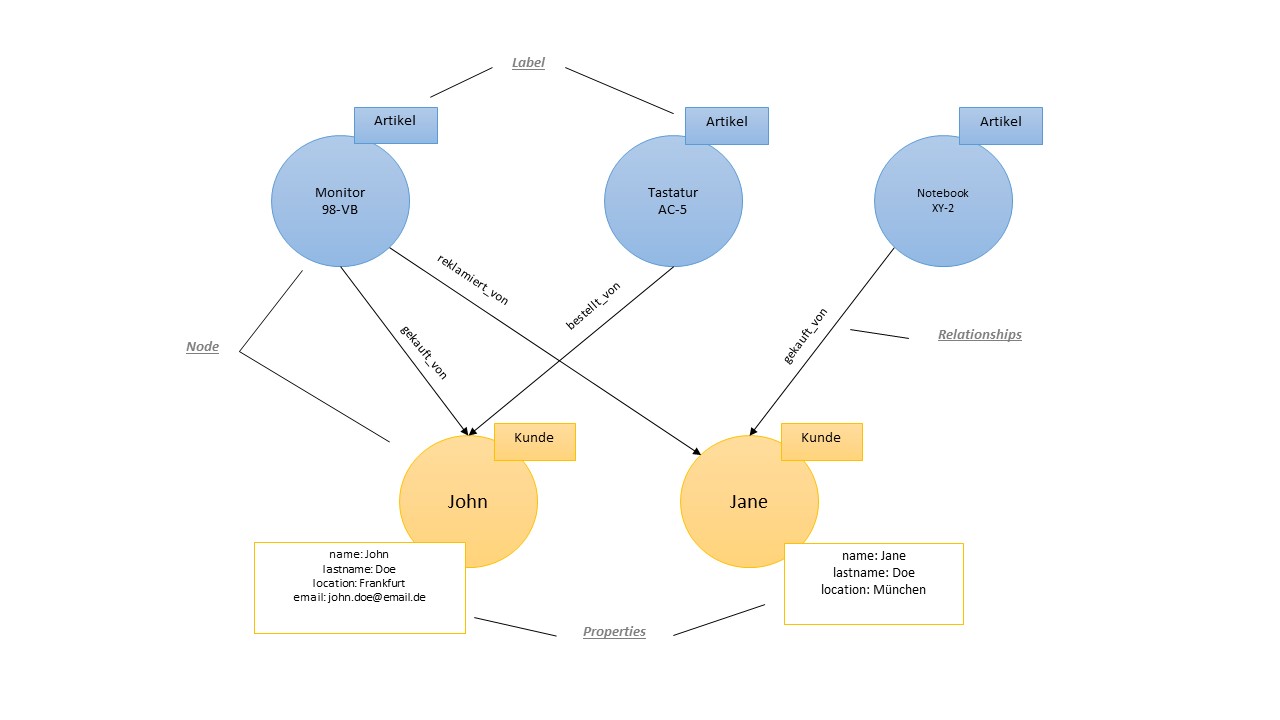 Label
Artikel
Artikel
Artikel
Monitor
98-VB
Tastatur
AC-5
Notebook
XY-2
reklamiert_von
bestellt_von
gekauft_von
gekauft_von
Node
Relationships
Kunde
Kunde
John
Jane
name: John
lastname: Doe
location: Frankfurt
email: john.doe@email.de
name: Jane
lastname: Doe
location: München
Properties